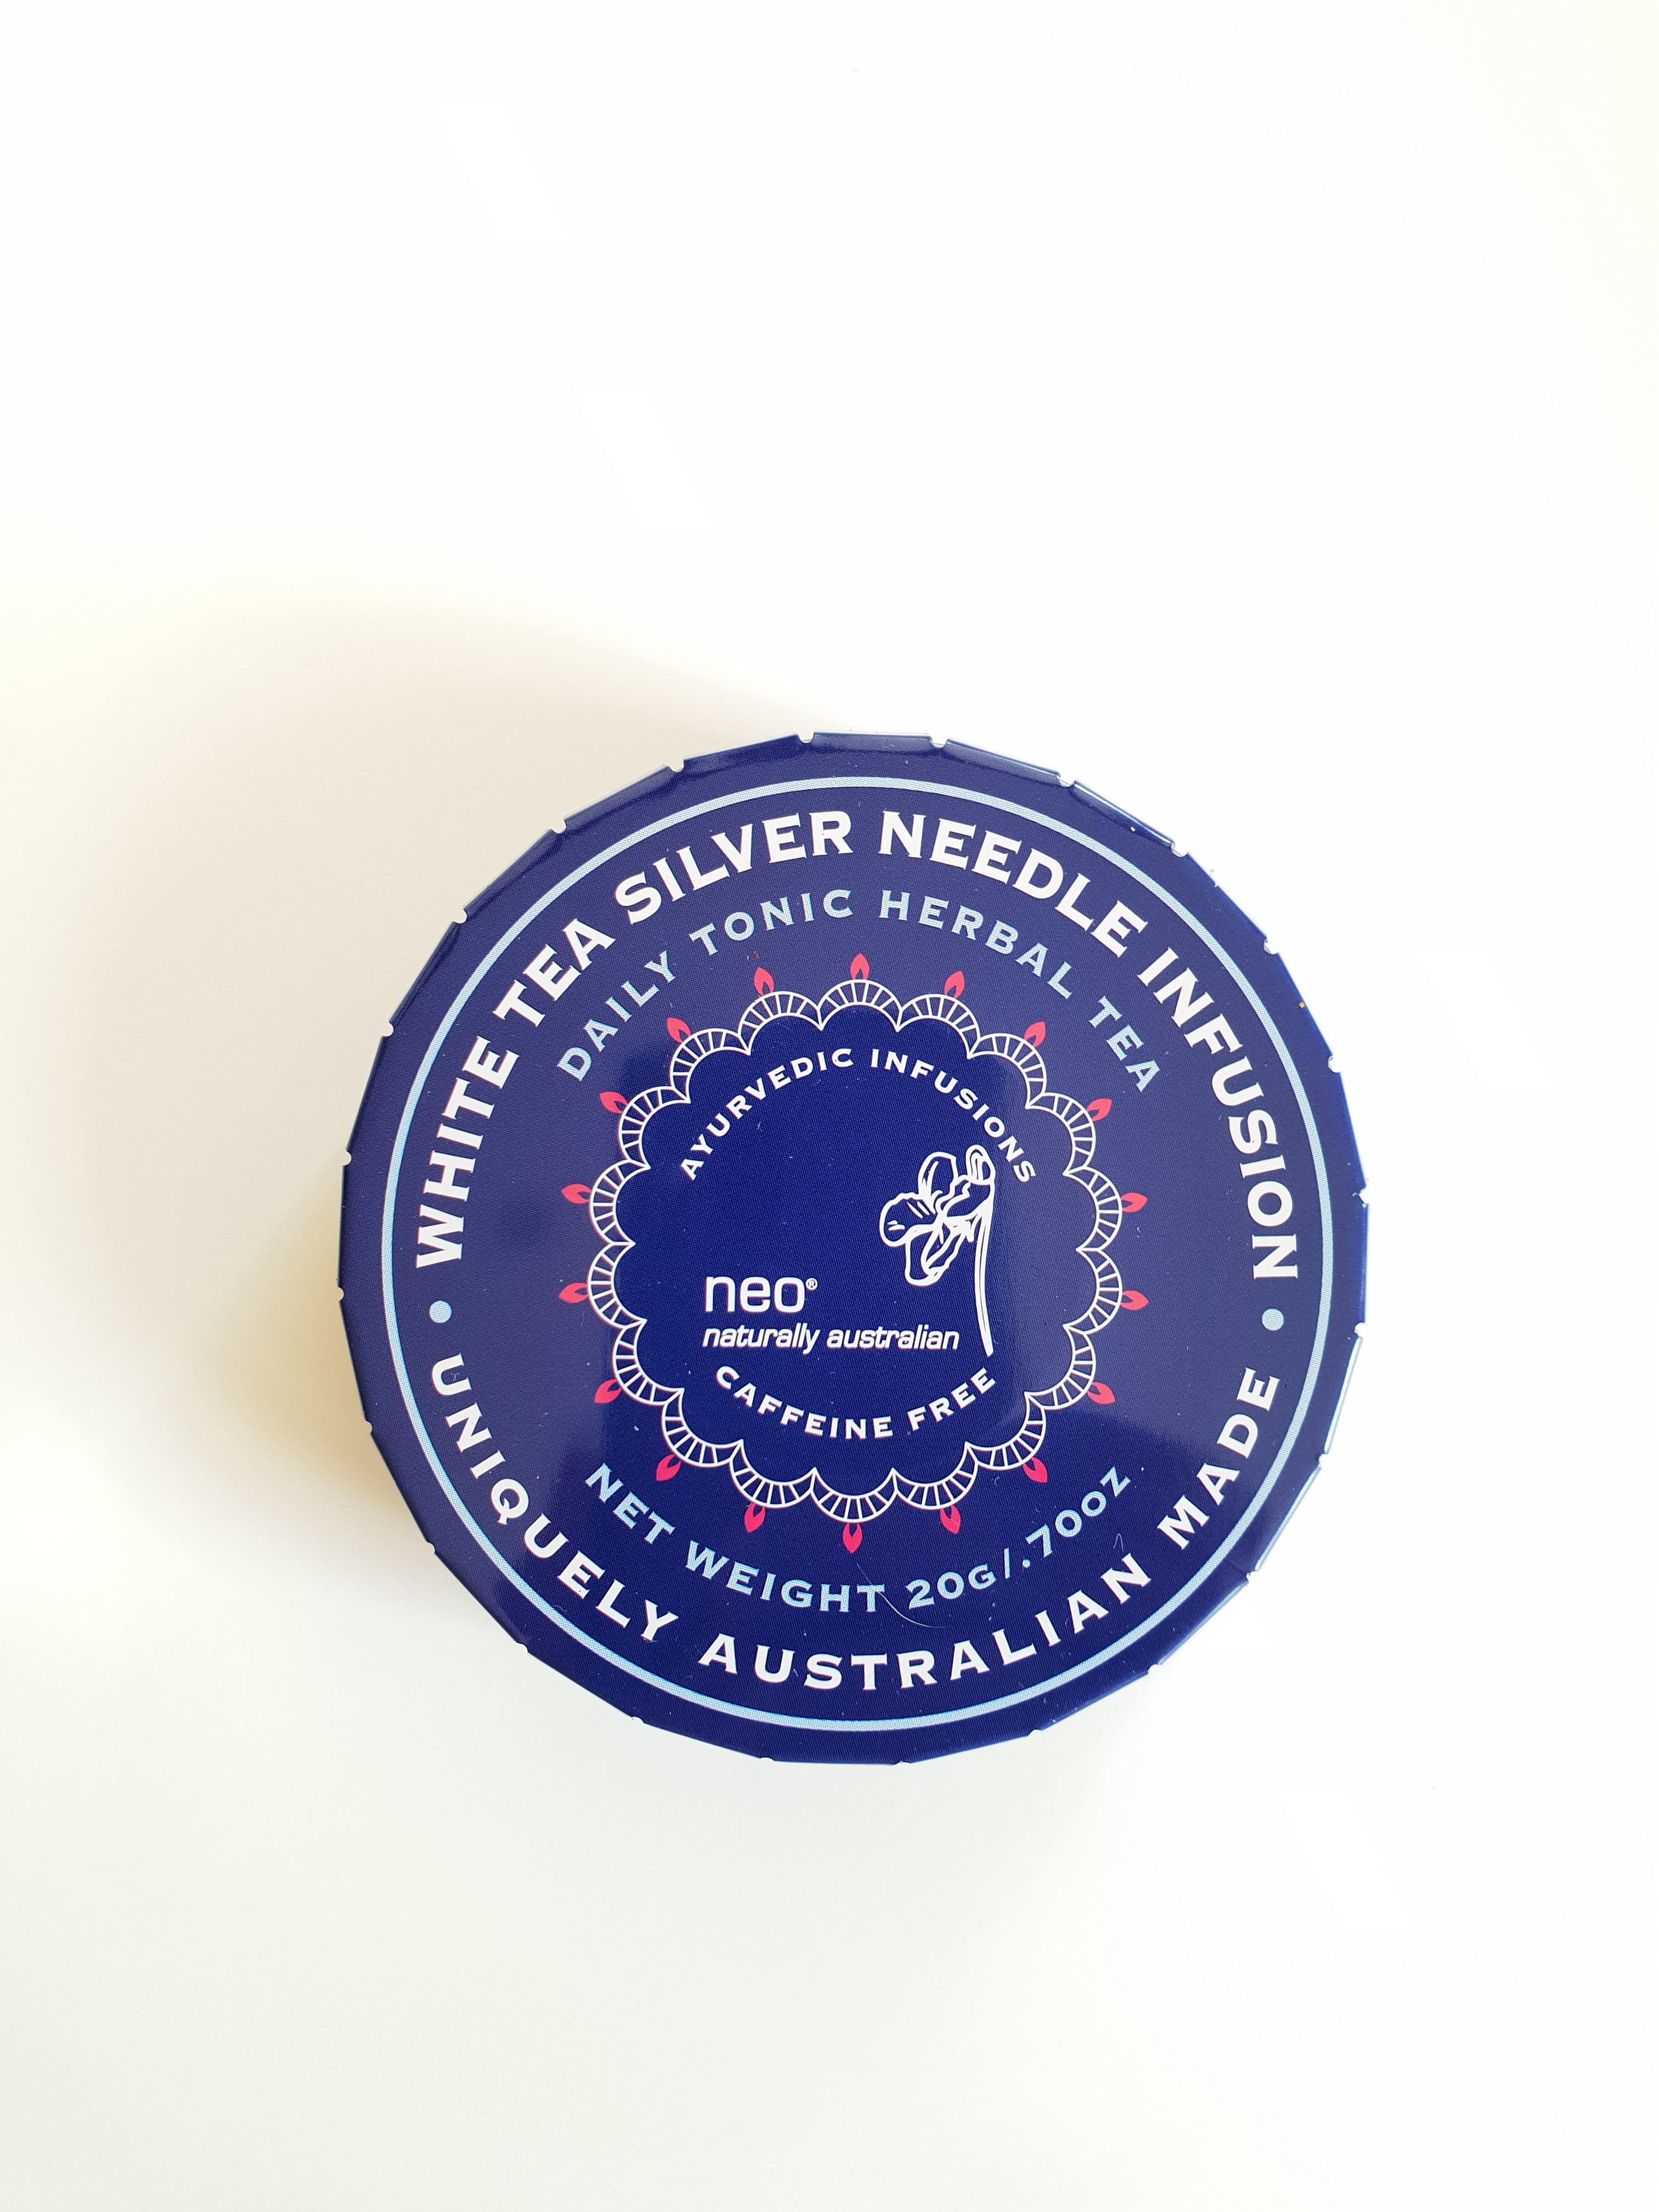 WHITE TEA SILVER NEEDLE INFUSION
DAILY TONIC HERBAL TEA
AYURVEDIC INFUSIONS
neo®
naturally australian
CAFFEINE FREE
NET WEIGHT 20G/.70OZ
• UNIQUELY AUSTRALIAN MADE •